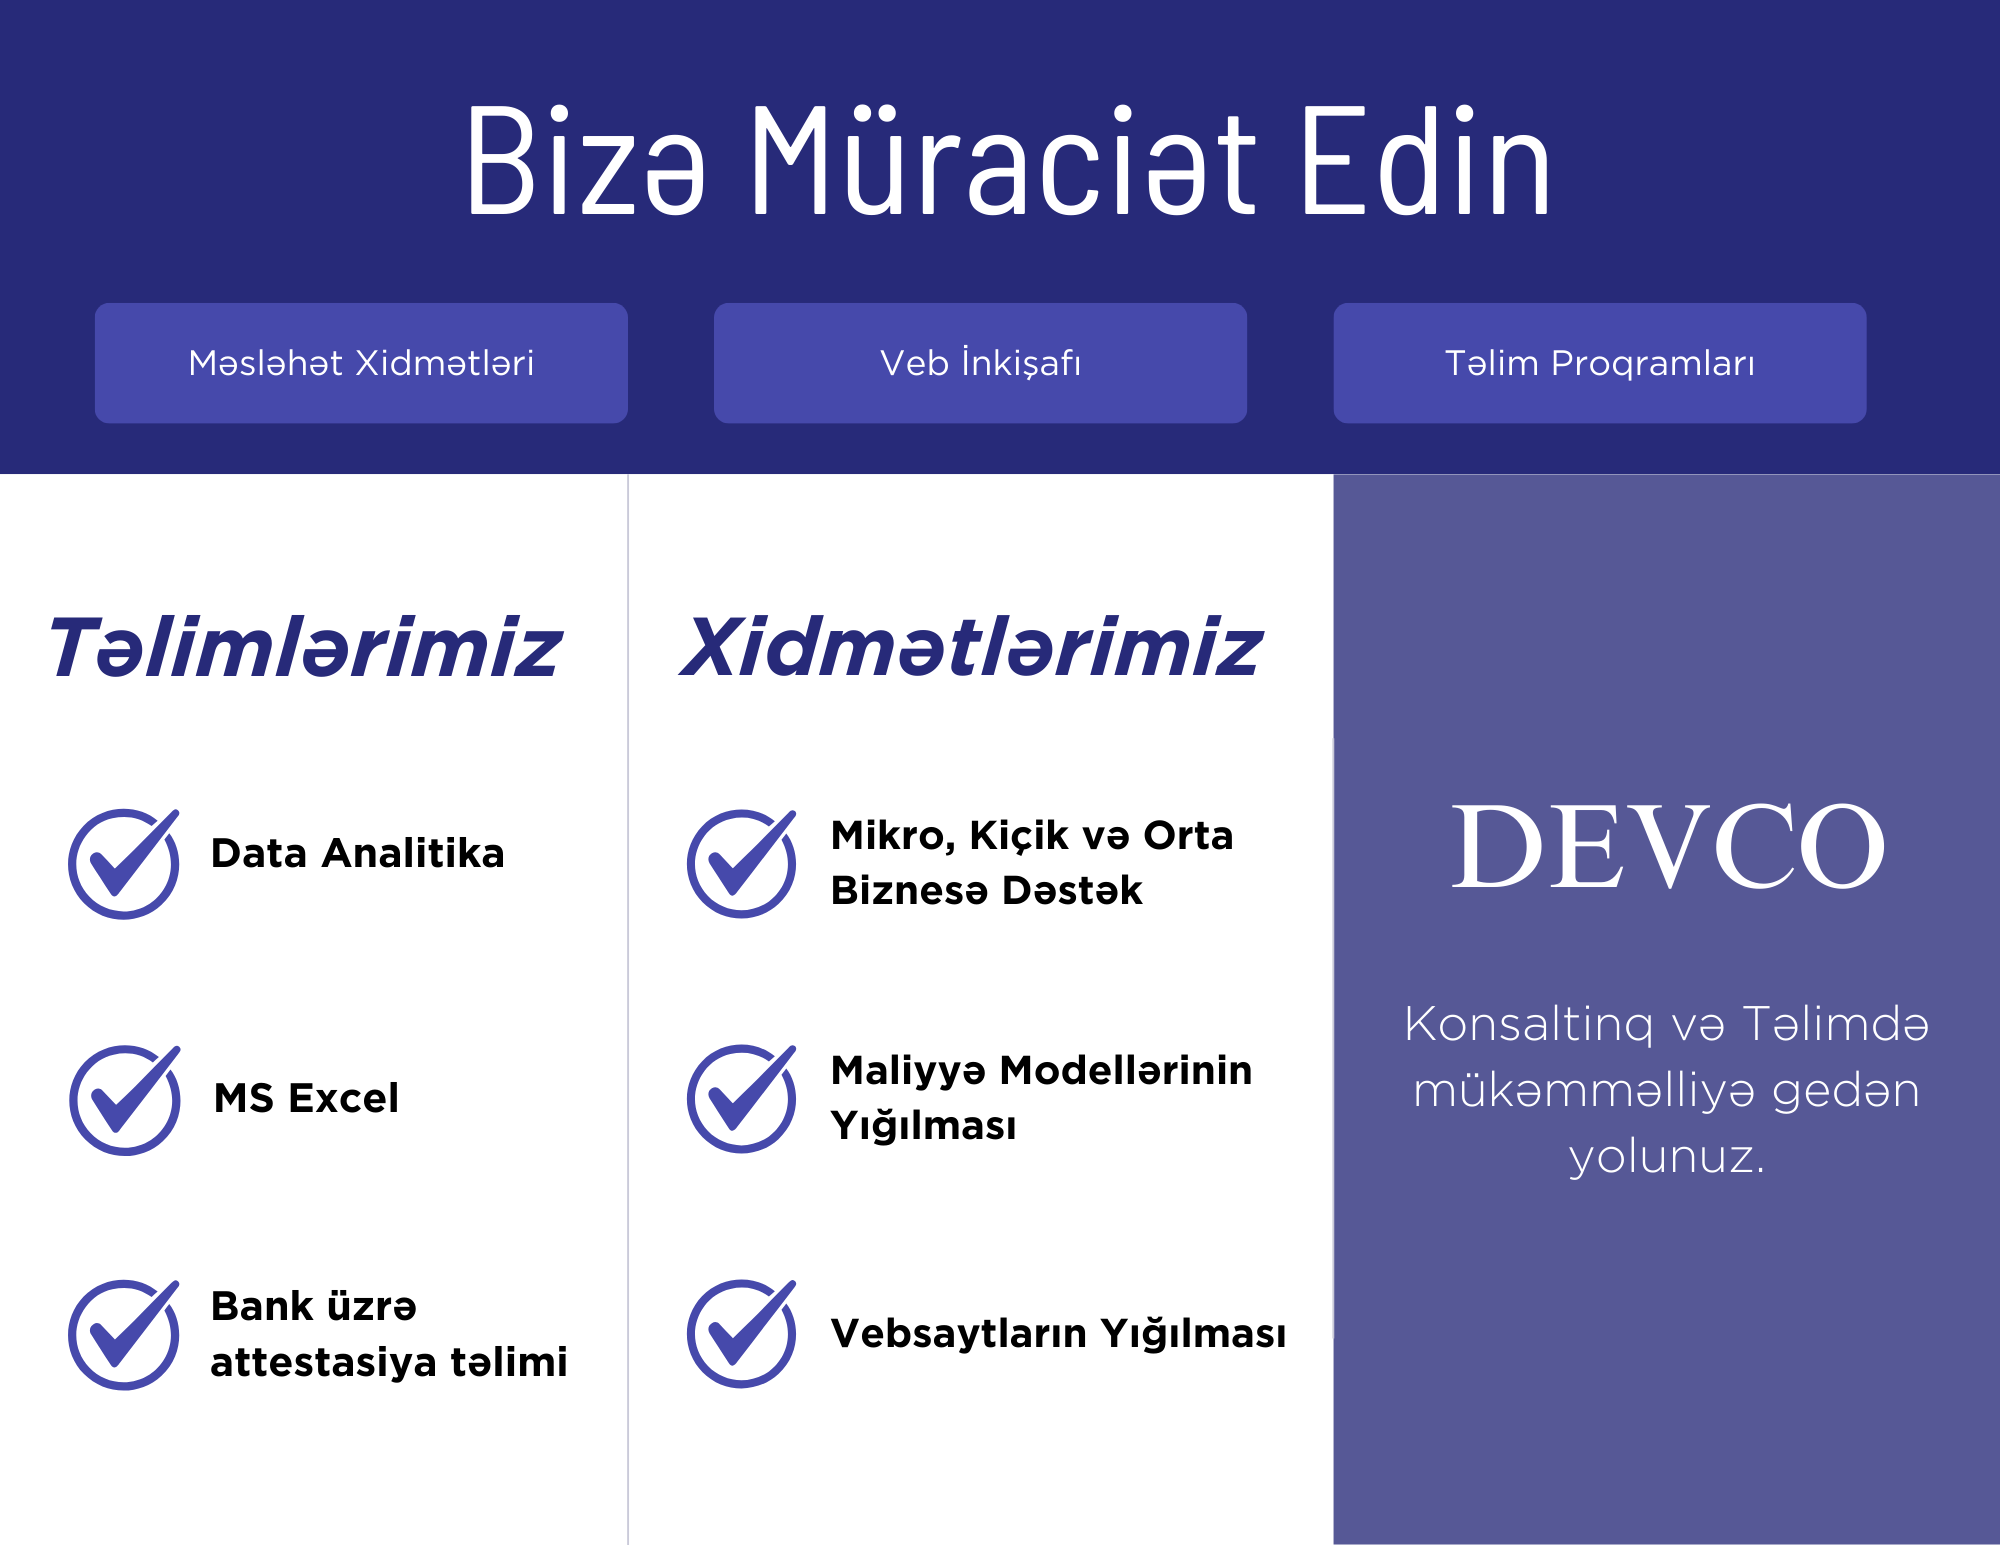 Bizə Müraciət Edin
Məsləhət Xidmətləri
Veb İnkişafı
Təlim Proqramları
Təlimlərimiz
Data Analitika
MS Excel
Bank üzrə
attestasiya təlimi
Xidmətlərimiz
Mikro, Kiçik və Orta
Biznesə Dəstək
Maliyyə Modellərinin
Yığılması
Vebsaytların Yığılması
DEVCO
Konsaltinq və Təlimdə
mükəmməlliyə gedən
yolunuz.